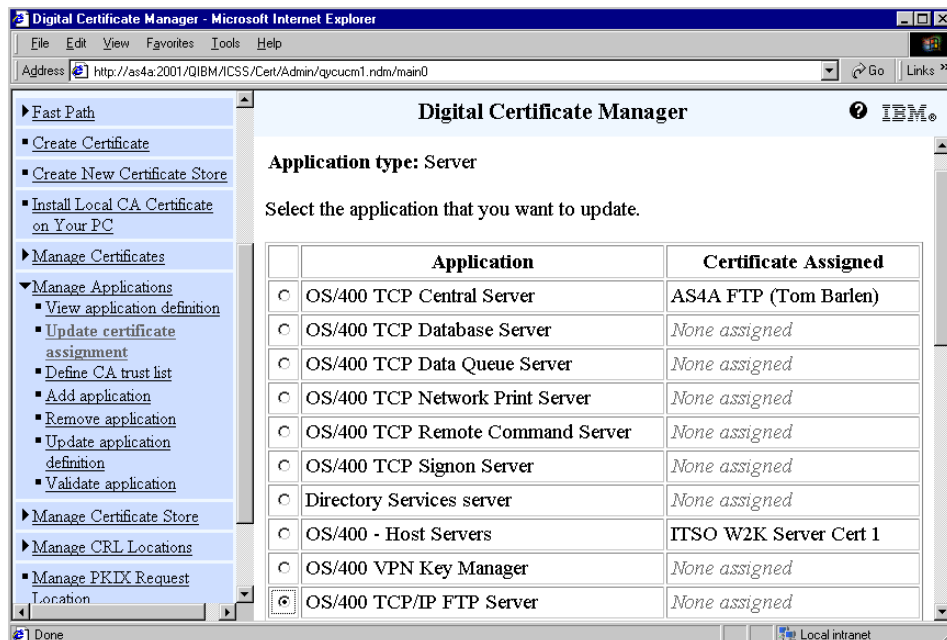 Digital Certificate Manager - Microsoft Internet Explorer
File Edit View Favorites Tools Help
Address http://as4a:2001/QIBM/ICSS/Cert/Admin/qycucm1.ndm/main0 Go Links »
Fast Path
Create Certificate
Create New Certificate Store
Install Local CA Certificate
on Your PC
Manage Certificates
Manage Applications
View application definition
Update certificate
assignment
Define CA trust list
Add application
Remove application
Update application
definition
Validate application
Manage Certificate Store
Manage CRL Locations
Manage PKIX Request
Location
Digital Certificate Manager
? IBM®
Application type: Server
Select the application that you want to update.
Application Certificate Assigned
OS/400 TCP Central Server AS4A FTP (Tom Barlen)
OS/400 TCP Database Server None assigned
OS/400 TCP Data Queue Server None assigned
OS/400 TCP Network Print Server None assigned
OS/400 TCP Remote Command Server None assigned
OS/400 TCP Signon Server None assigned
Directory Services server None assigned
OS/400 - Host Servers ITSO W2K Server Cert 1
OS/400 VPN Key Manager None assigned
OS/400 TCP/IP FTP Server None assigned
Done Local intranet